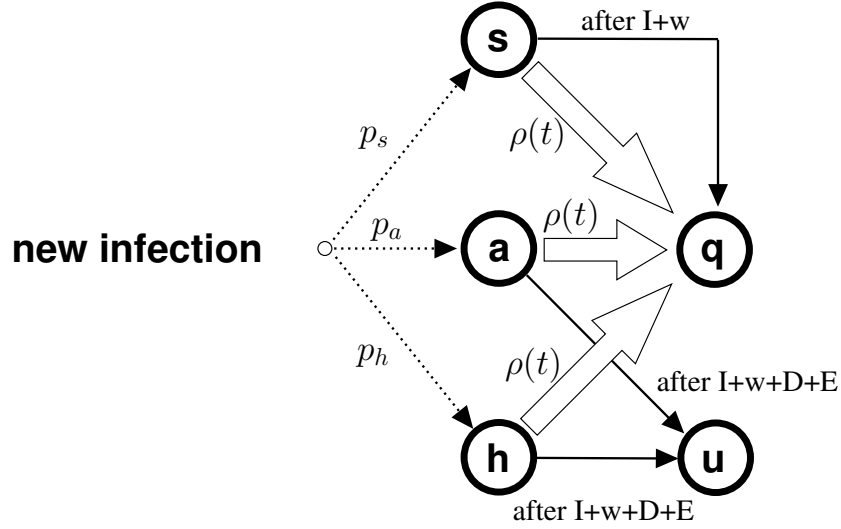 s
after I+w
p_s
ρ(t)
new infection
p_a
a
ρ(t)
q
p_h
ρ(t)
after I+w+D+E
h
u
after I+w+D+E